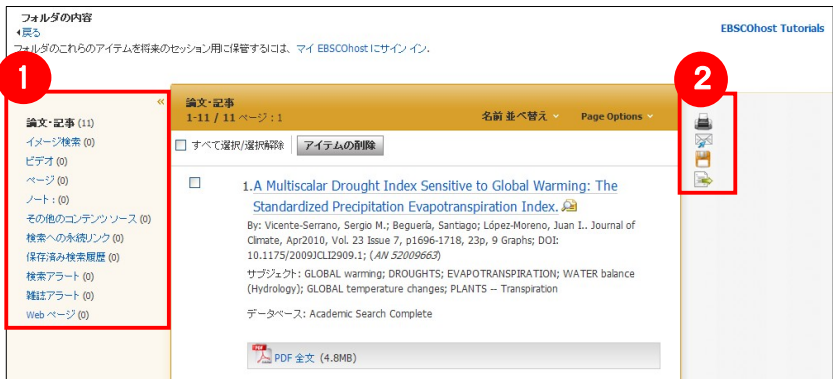 フォルダの内容
戻る
フォルダのこれらのアイテムを将来のセッション用に保管するには、マイ EBSCOhost にサイン イン.
EBSCOhost Tutorials
1
«
論文・記事 (11)
イメージ検索 (0)
ビデオ (0)
ページ (0)
ノート : (0)
その他のコンテンツ ソース (0)
検索への永続リンク (0)
保存済み検索履歴 (0)
検索アラート (0)
雑誌アラート (0)
Web ページ (0)
論文・記事
1-11 / 11 ページ : 1
名前 並べ替え
Page Options
すべて選択/選択解除
アイテムの削除
1. A Multiscalar Drought Index Sensitive to Global Warming: The
Standardized Precipitation Evapotranspiration Index.
By: Vicente-Serrano, Sergio M.; Beguería, Santiago; López-Moreno, Juan I.. Journal of
Climate, Apr2010, Vol. 23 Issue 7, p1696-1718, 23p, 9 Graphs; DOI:
10.1175/2009JCLI2909.1; (AN 52009663)
サブジェクト: GLOBAL warming; DROUGHTS; EVAPOTRANSPIRATION; WATER balance
(Hydrology); GLOBAL temperature changes; PLANTS -- Transpiration
データベース: Academic Search Complete
PDF 全文 (4.8MB)
2